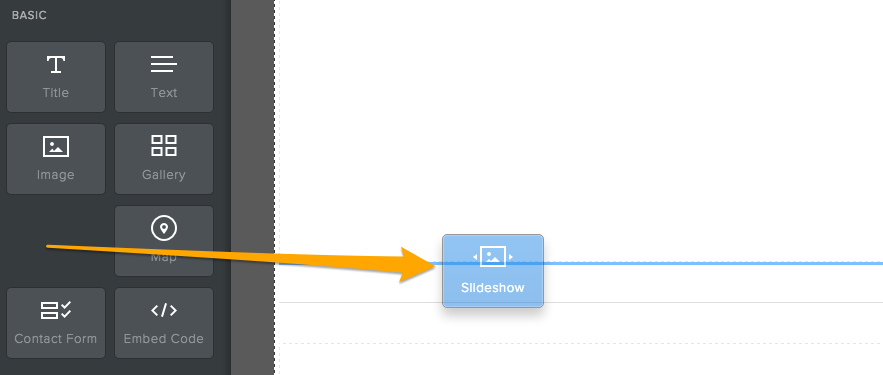 BASIC
Title
Text
Image
Gallery
Map
Slideshow
Contact Form
Embed Code